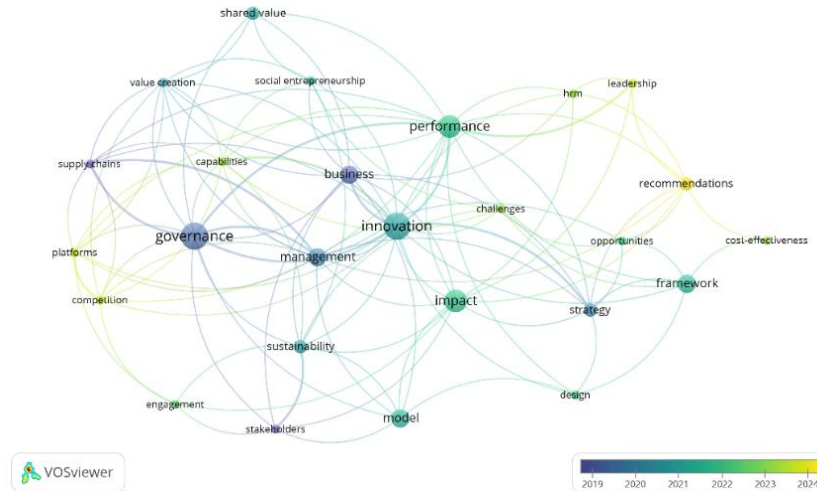 shared value
value creation
social entrepreneurship
hrm
leadership
performance
supply chains
capabilities
business
recommendations
challenges
innovation
governance
management
opportunities
cost-effectiveness
platforms
competition
impact
framework
strategy
sustainability
engagement
design
stakeholders
model
VOSviewer
2019 2020 2021 2022 2023 2024